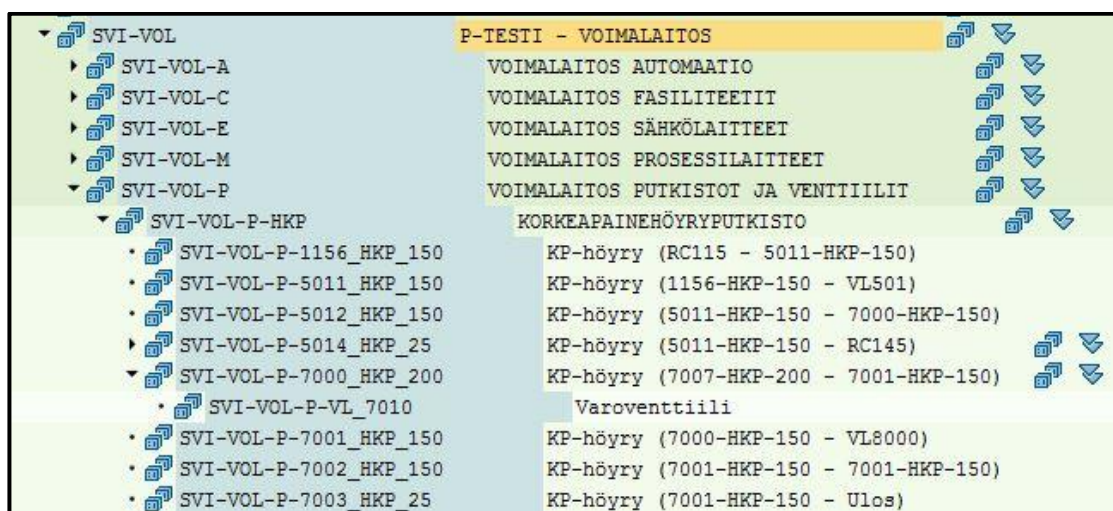 SVI-VOL P-TESTI - VOIMALAITOS
SVI-VOL-A VOIMALAITOS AUTOMAATIO
SVI-VOL-C VOIMALAITOS FASILITEETIT
SVI-VOL-E VOIMALAITOS SÄHKÖLAITTEET
SVI-VOL-M VOIMALAITOS PROSESSILAITTEET
SVI-VOL-P VOIMALAITOS PUTKISTOT JA VENTTIILIT
SVI-VOL-P-HKP KORKEAPAINEHÖYRYPUTKISTO
SVI-VOL-P-1156_HKP_150 KP-höyry (RC115 - 5011-HKP-150)
SVI-VOL-P-5011_HKP_150 KP-höyry (1156-HKP-150 - VL501)
SVI-VOL-P-5012_HKP_150 KP-höyry (5011-HKP-150 - 7000-HKP-150)
SVI-VOL-P-5014_HKP_25 KP-höyry (5011-HKP-150 - RC145)
SVI-VOL-P-7000_HKP_200 KP-höyry (7007-HKP-200 - 7001-HKP-150)
SVI-VOL-P-VL_7010 Varoventtiili
SVI-VOL-P-7001_HKP_150 KP-höyry (7000-HKP-150 - VL8000)
SVI-VOL-P-7002_HKP_150 KP-höyry (7001-HKP-150 - 7001-HKP-150)
SVI-VOL-P-7003_HKP_25 KP-höyry (7001-HKP-150 - Ulos)